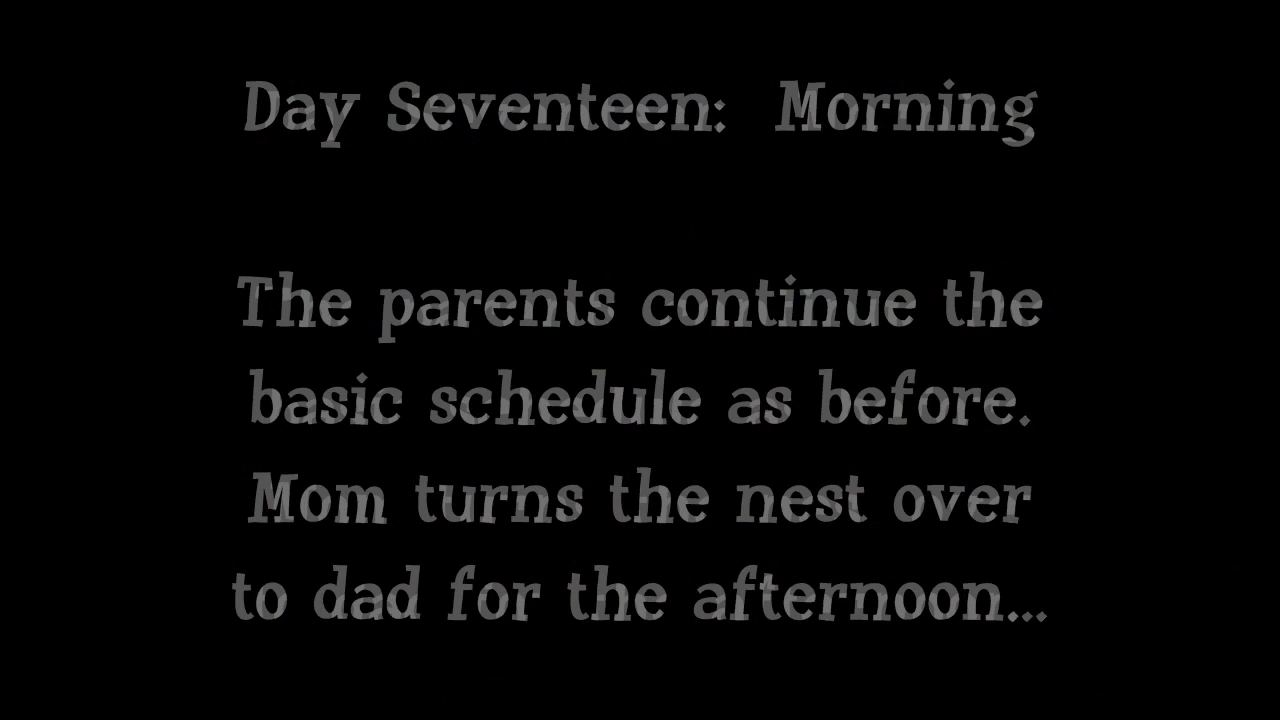 Day Seventeen:  Morning
The parents continue the
basic schedule as before.
Mom turns the nest over
to dad for the afternoon...